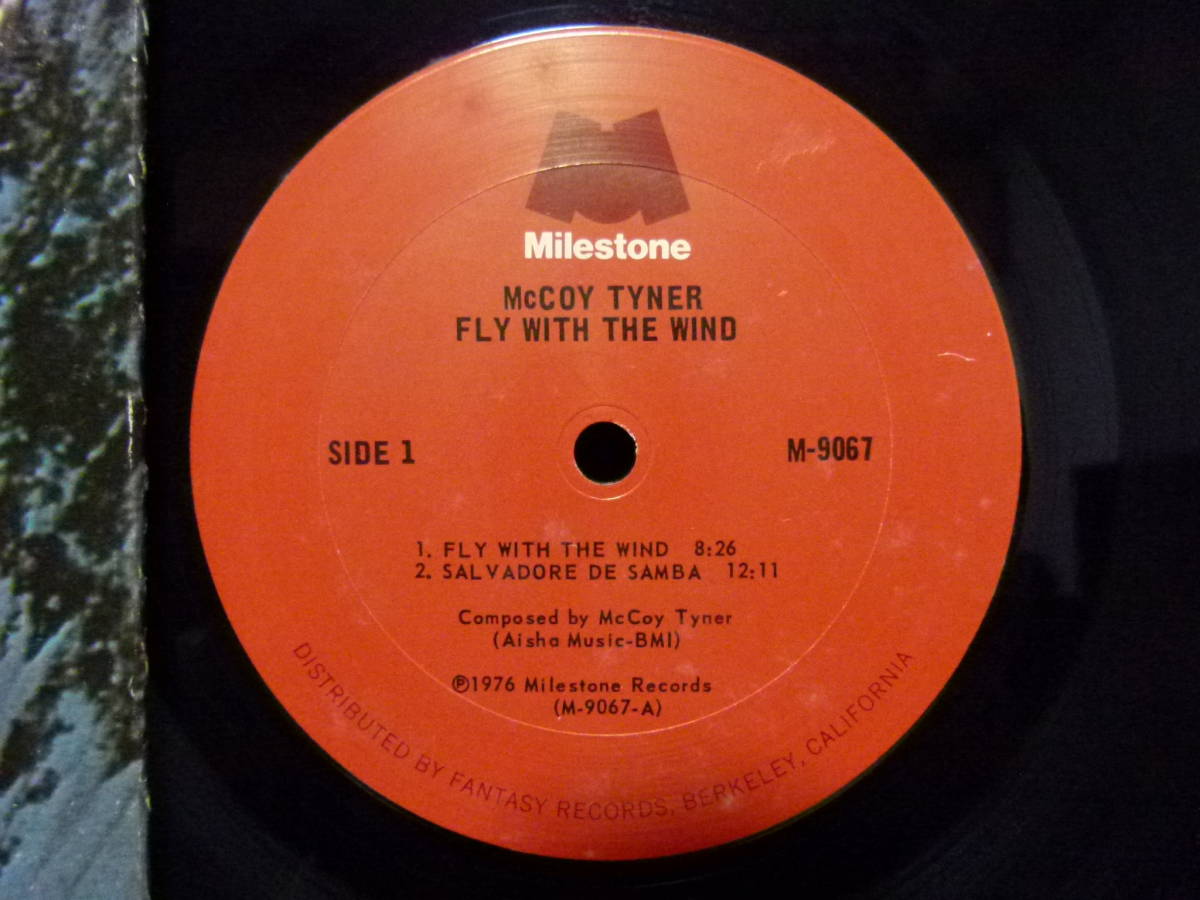 Milestone
McCOY TYNER
FLY WITH THE WIND
SIDE 1
M-9067
1. FLY WITH THE WIND 8:26
2. SALVADORE DE SAMBA 12:11
Composed by McCoy Tyner
(Aisha Music-BMI)
℗1976 Milestone Records
(M-9067-A)
DISTRIBUTED BY FANTASY RECORDS, BERKELEY, CALIFORNIA